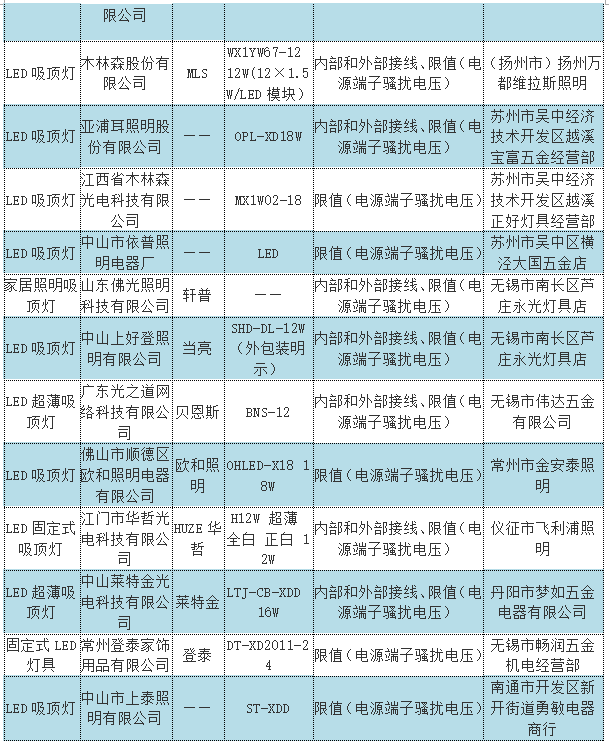 限公司
LED 吸顶灯
木林森股份有
限公司
MLS
WX1YW67-12
12W(12×1.5
W/LED 模块)
内部和外部接线、限值(电
源端子骚扰电压)
(扬州市)扬州万
都维拉斯照明
LED 吸顶灯
亚浦耳照明股
份有限公司
——
OPL-XD18W
内部和外部接线、限值(电
源端子骚扰电压)
苏州市吴中经济
技术开发区越溪
宝富五金经营部
LED 吸顶灯
江西省木林森
光电科技有限
公司
——
MX1W02-18
限值(电源端子骚扰电压)
苏州市吴中经济
技术开发区越溪
正好灯具经营部
LED 吸顶灯
中山市依普照
明电器厂
——
LED
限值(电源端子骚扰电压)
苏州市吴中区横
泾大国五金店
家居照明吸
顶灯
山东佛光照明
科技有限公司
轩普
——
内部和外部接线、限值(电
源端子骚扰电压)
无锡市南长区芦
庄永光灯具店
LED 吸顶灯
中山上好登照
明有限公司
当亮
SHD-DL-12W
(外包装明
示)
内部和外部接线、限值(电
源端子骚扰电压)
无锡市南长区芦
庄永光灯具店
LED 超薄吸
顶灯
广东光之道网
络科技有限公
司
贝恩斯
BNS-12
内部和外部接线、限值(电
源端子骚扰电压)
无锡市伟达五金
有限公司
LED 吸顶灯
佛山市顺德区
欧和照明电器
有限公司
欧和照
明
OHLED-X18 1
8W
限值(电源端子骚扰电压)
常州市金安泰照
明
LED 固定式
吸顶灯
江门市华哲光
电科技有限公
司
HUZE 华
哲
H12W 超薄
全白 正白 1
2W
内部和外部接线、限值(电
源端子骚扰电压)
仪征市飞利浦照
明
LED 超薄吸
顶灯
中山莱特金光
电科技有限公
司
莱特金
LTJ-CB-XDD
16W
内部和外部接线、限值(电
源端子骚扰电压)
丹阳市梦如五金
电器有限公司
固定式 LED
灯具
常州登泰家饰
用品有限公司
登泰
DT-XD2011-2
4
限值(电源端子骚扰电压)
无锡市畅润五金
机电经营部
LED 吸顶灯
中山市上泰照
明有限公司
——
ST-XDD
限值(电源端子骚扰电压)
南通市开发区新
开街道勇敏电器
商行